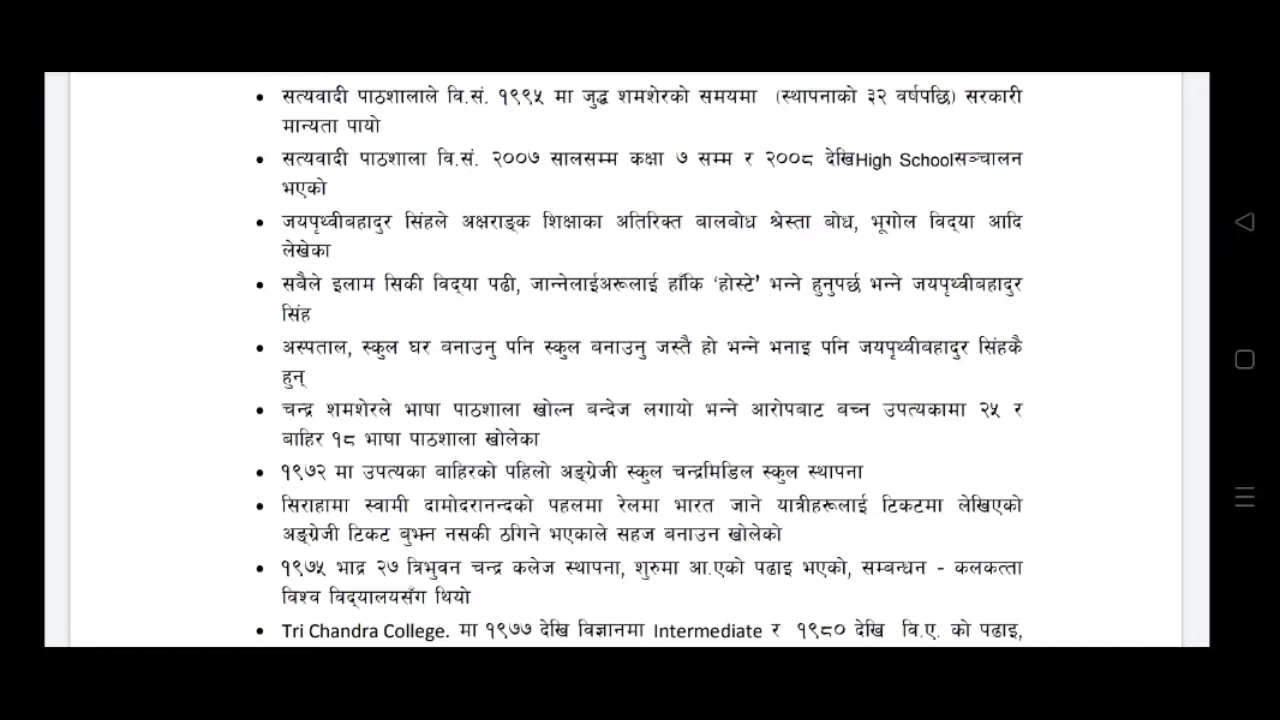 • सत्यवादी पाठशालाले वि.सं. १९९५ मा जुद्ध शमशेरको समयमा (स्थापनाको ३२ वर्षपछि) सरकारी
मान्यता पायो
• सत्यवादी पाठशाला वि.सं. २००७ सालसम्म कक्षा ७ सम्म र २००८ देखिHigh Schoolसञ्चालन
भएको
• जयपृथ्वीबहादुर सिंहले अक्षराङ्क शिक्षाका अतिरिक्त बालबोध श्रेस्ता बोध, भूगोल विद्या आदि
लेखेका
• सबैले इलाम सिकी विद्या पढी, जान्नेलाईअरूलाई हाँकि ‘होस्टे’ भन्ने हुनुपर्छ भन्ने जयपृथ्वीबहादुर
सिंह
• अस्पताल, स्कुल घर बनाउनु पनि स्कुल बनाउनु जस्तै हो भन्ने भनाइ पनि जयपृथ्वीबहादुर सिंहकै
हुन्
• चन्द्र शमशेरले भाषा पाठशाला खोल्न बन्देज लगायो भन्ने आरोपबाट बच्न उपत्यकामा २५ र
बाहिर १८ भाषा पाठशाला खोलेका
• १९७२ मा उपत्यका बाहिरको पहिलो अङ्ग्रेजी स्कुल चन्द्रमिडिल स्कुल स्थापना
• सिराहामा स्वामी दामोदरानन्दको पहलमा रेलमा भारत जाने यात्रीहरूलाई टिकटमा लेखिएको
अङ्ग्रेजी टिकट बुझ्न नसकी ठगिने भएकाले सहज बनाउन खोलेको
• १९७५ भाद्र २७ त्रिभुवन चन्द्र कलेज स्थापना, शुरुमा आ.एको पढाइ भएको, सम्बन्धन - कलकत्ता
विश्व विद्यालयसँग थियो
• Tri Chandra College. मा १९७७ देखि विज्ञानमा Intermediate र १९८० देखि वि.ए. को पढाइ,